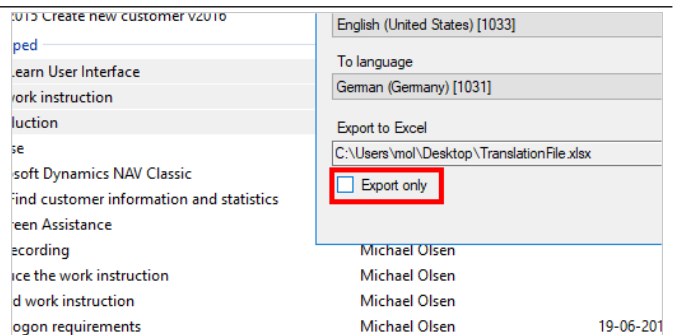 2015 Create new customer v2016
ped
Learn User Interface
work instruction
duction
se
soft Dynamics NAV Classic
Find customer information and statistics
reen Assistance
ecording
ice the work instruction
d work instruction
ogon requirements
English (United States) [1033]
To language
German (Germany) [1031]
Export to Excel
C:\Users\mol\Desktop\TranslationFile.xlsx
Export only
Michael Olsen
Michael Olsen
Michael Olsen
Michael Olsen 19-06-201